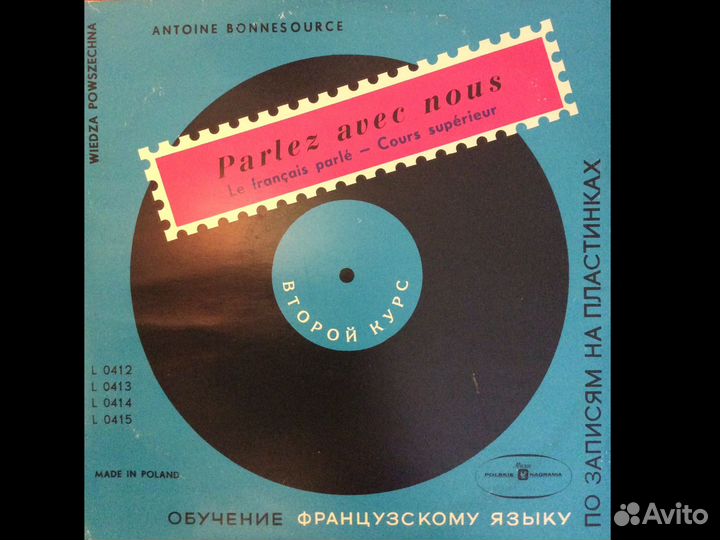 ANTOINE BONNESOURCE
WIEDZA POWSZECHNA
Parlez avec nous
Le français parlé – Cours supérieur
ВТОРОЙ КУРС
L 0412
L 0413
L 0414
L 0415
MADE IN POLAND
Muza
POLSKIE NAGRANIA
ОБУЧЕНИЕ ФРАНЦУЗСКОМУ ЯЗЫКУ
ПО ЗАПИСЯМ НА ПЛАСТИНКАХ
Avito